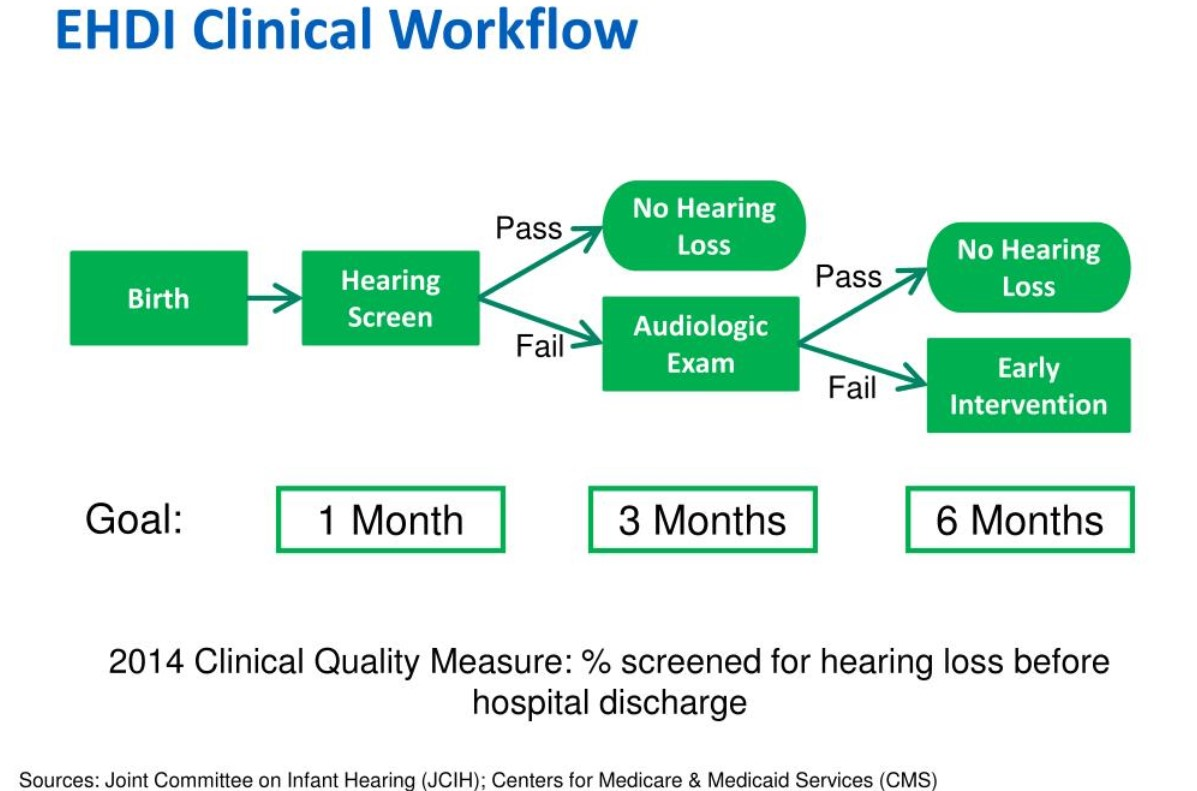 EHDI Clinical Workflow
Birth
Hearing
Screen
Pass
Fail
No Hearing
Loss
Audiologic
Exam
Pass
Fail
No Hearing
Loss
Early
Intervention
Goal:
1 Month
3 Months
6 Months
2014 Clinical Quality Measure: % screened for hearing loss before
hospital discharge
Sources: Joint Committee on Infant Hearing (JCIH); Centers for Medicare & Medicaid Services (CMS)